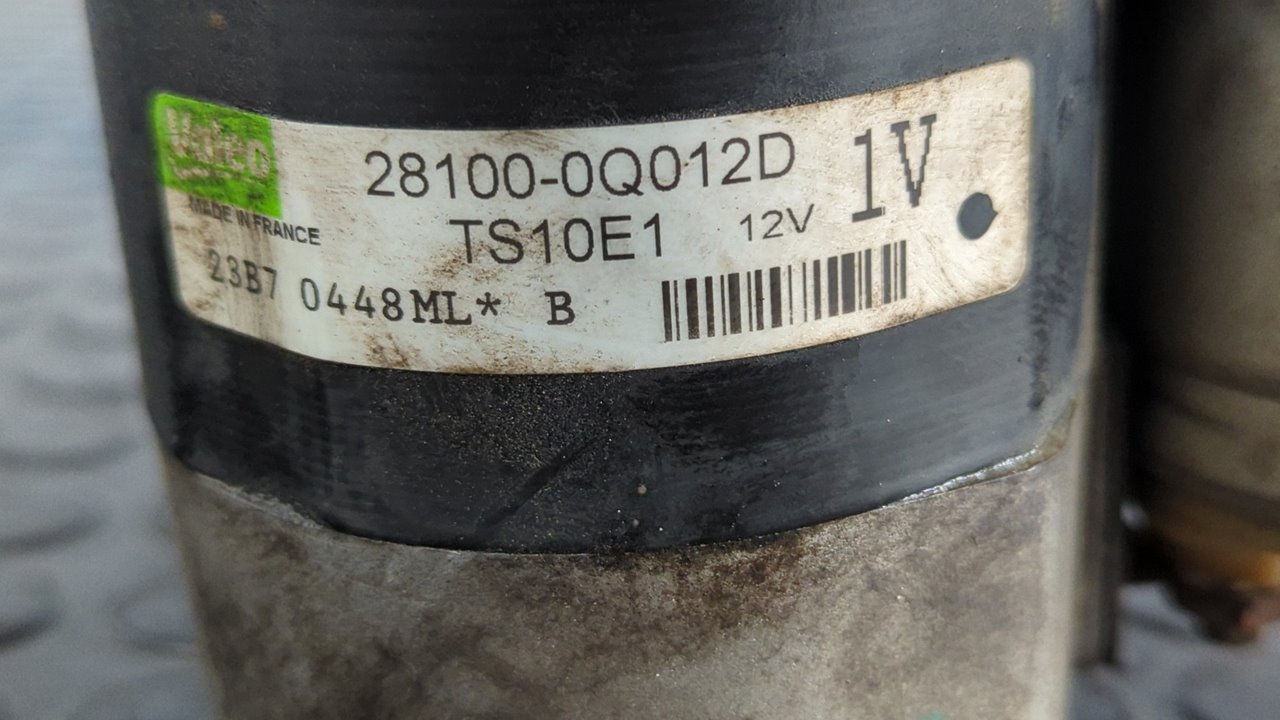 Valeo
MADE IN FRANCE
28100-0Q012D
1V
TS10E1 12V
23B7 0448ML* B